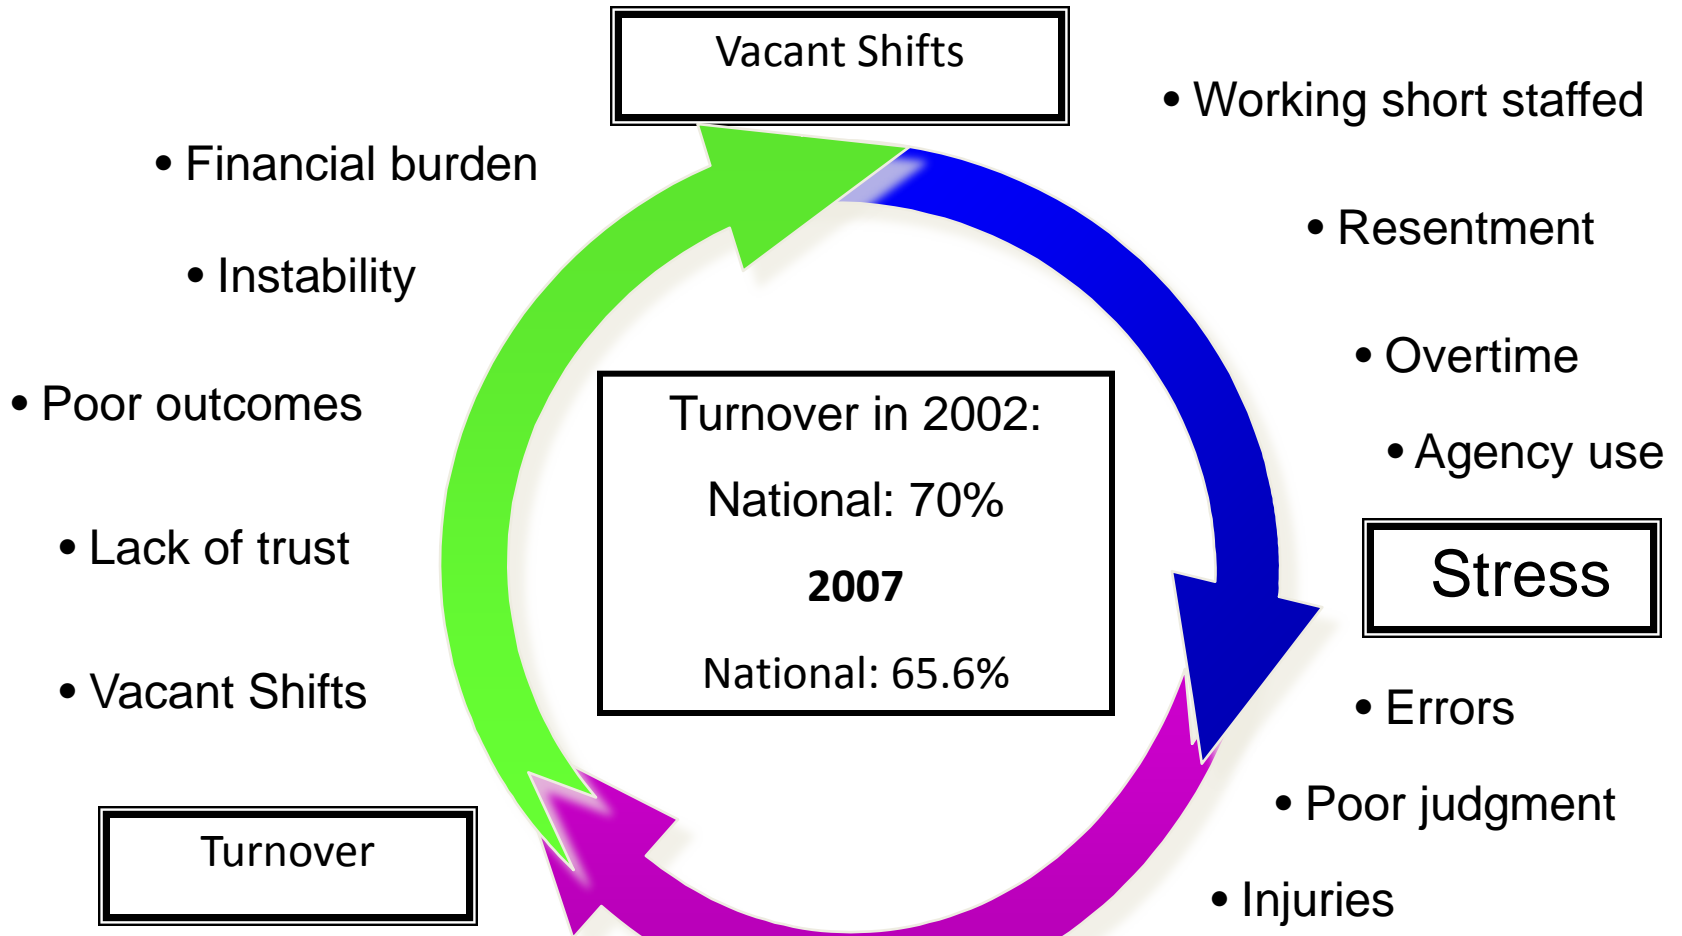 Vacant Shifts
• Working short staffed
• Financial burden
• Resentment
• Instability
• Overtime
• Poor outcomes
Turnover in 2002:
• Agency use
National: 70%
• Lack of trust
Stress
2007
National: 65.6%
• Vacant Shifts
• Errors
• Poor judgment
Turnover
• Injuries